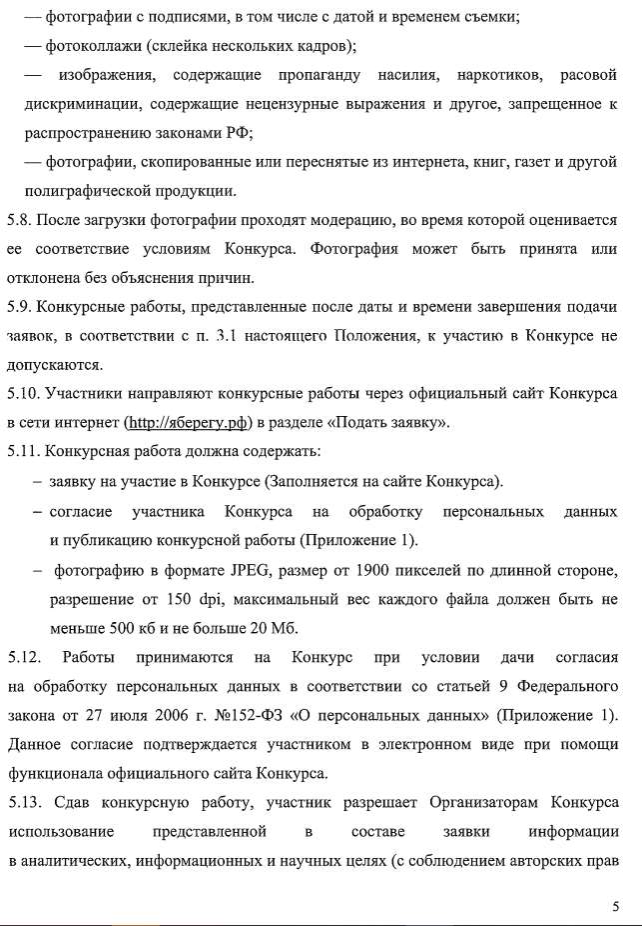 — фотографии с подписями, в том числе с датой и временем съемки;
— фотоколлажи (склейка нескольких кадров);
— изображения, содержащие пропаганду насилия, наркотиков, расовой
дискриминации, содержащие нецензурные выражения и другое, запрещенное к
распространению законами РФ;
— фотографии, скопированные или переснятые из интернета, книг, газет и другой
полиграфической продукции.
5.8. После загрузки фотографии проходят модерацию, во время которой оценивается
ее соответствие условиям Конкурса. Фотография может быть принята или
отклонена без объяснения причин.
5.9. Конкурсные работы, представленные после даты и времени завершения подачи
заявок, в соответствии с п. 3.1 настоящего Положения, к участию в Конкурсе не
допускаются.
5.10. Участники направляют конкурсные работы через официальный сайт Конкурса
в сети интернет (http://яберегу.рф) в разделе «Подать заявку».
5.11. Конкурсная работа должна содержать:
– заявку на участие в Конкурсе (Заполняется на сайте Конкурса).
– согласие участника Конкурса на обработку персональных данных
и публикацию конкурсной работы (Приложение 1).
– фотографию в формате JPEG, размер от 1900 пикселей по длинной стороне,
разрешение от 150 dpi, максимальный вес каждого файла должен быть не
меньше 500 кб и не больше 20 Мб.
5.12. Работы принимаются на Конкурс при условии дачи согласия
на обработку персональных данных в соответствии со статьей 9 Федерального
закона от 27 июля 2006 г. №152-ФЗ «О персональных данных» (Приложение 1).
Данное согласие подтверждается участником в электронном виде при помощи
функционала официального сайта Конкурса.
5.13. Сдав конкурсную работу, участник разрешает Организаторам Конкурса
использование представленной в составе заявки информации
в аналитических, информационных и научных целях (с соблюдением авторских прав
5